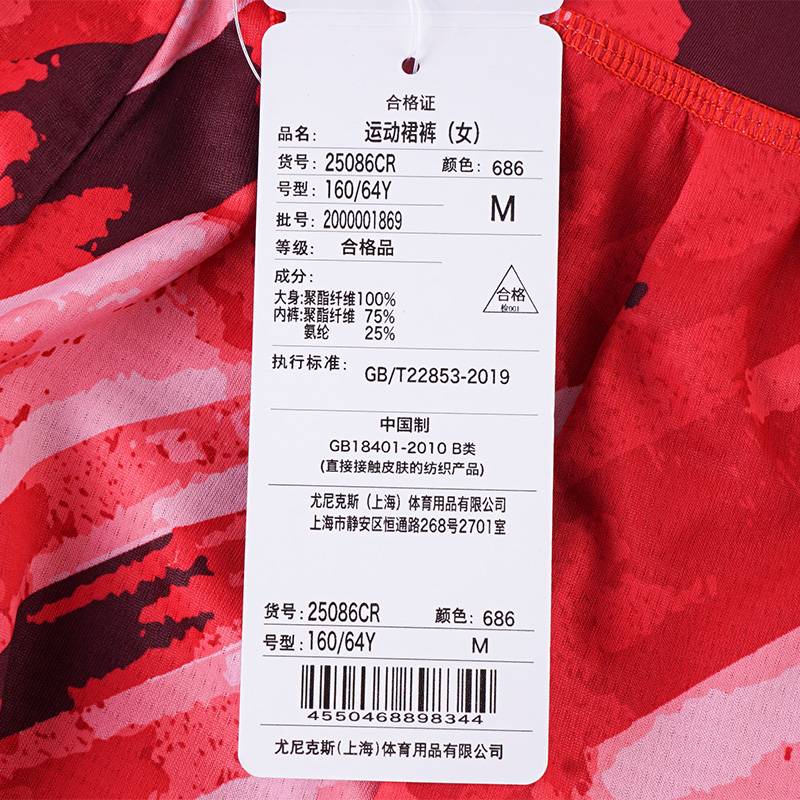 合格证
品名: 运动裙裤 (女)
货号: 25086CR 颜色: 686
号型: 160/64Y M
批号: 2000001869
等级: 合格品
成分:
大身:聚酯纤维100%
内裤:聚酯纤维 75%
氨纶 25%
合格
检001
执行标准: GB/T22853-2019
中国制
GB18401-2010 B类
(直接接触皮肤的纺织产品)
尤尼克斯 (上海) 体育用品有限公司
上海市静安区恒通路268号2701室
货号: 25086CR 颜色: 686
号型: 160/64Y M
4550468898344
尤尼克斯(上海)体育用品有限公司